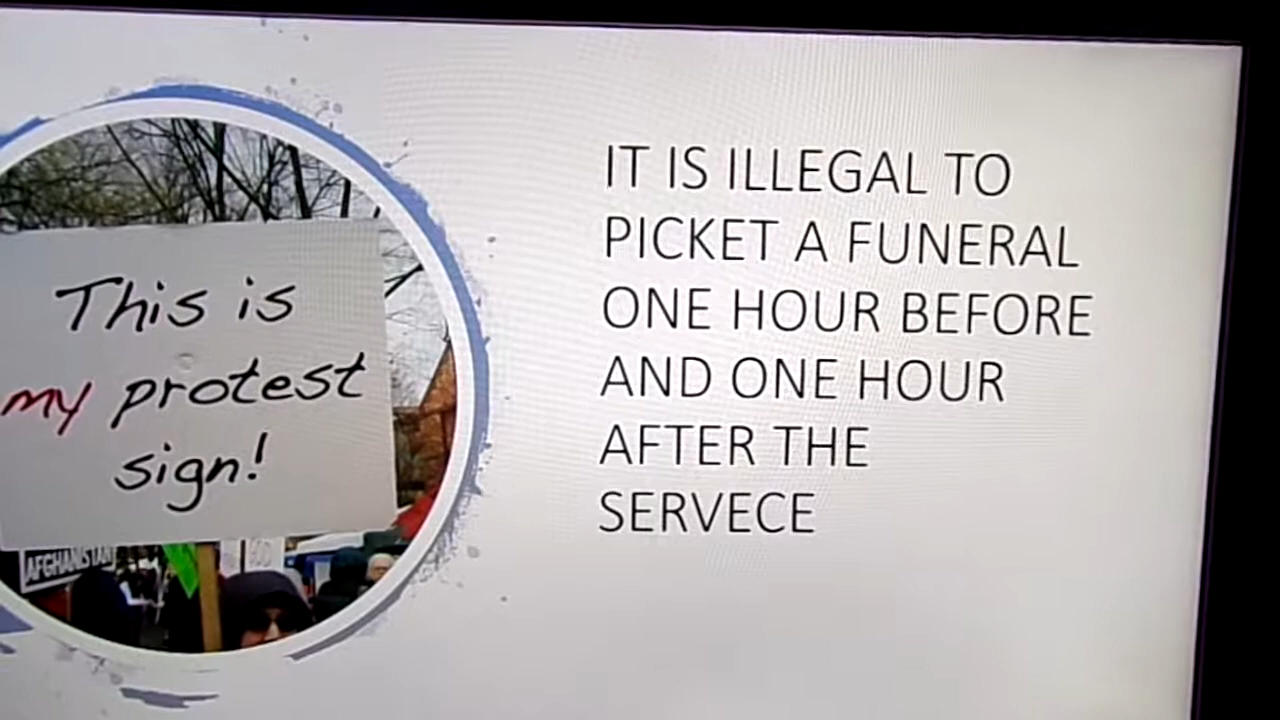 This is
my protest
sign!
AFGHANISTAN
GOD
IT IS ILLEGAL TO
PICKET A FUNERAL
ONE HOUR BEFORE
AND ONE HOUR
AFTER THE
SERVECE